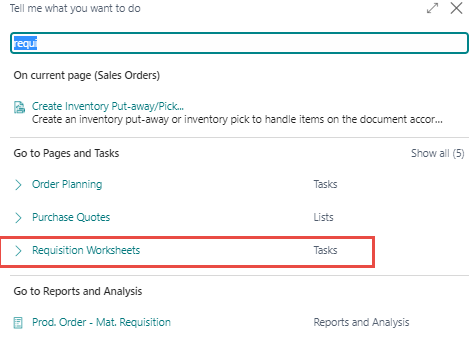 Tell me what you want to do
requi
On current page (Sales Orders)
Create Inventory Put-away/Pick...
Create an inventory put-away or inventory pick to handle items on the document accor...
Go to Pages and Tasks Show all (5)
Order Planning Tasks
Purchase Quotes Lists
Requisition Worksheets Tasks
Go to Reports and Analysis
Prod. Order - Mat. Requisition Reports and Analysis